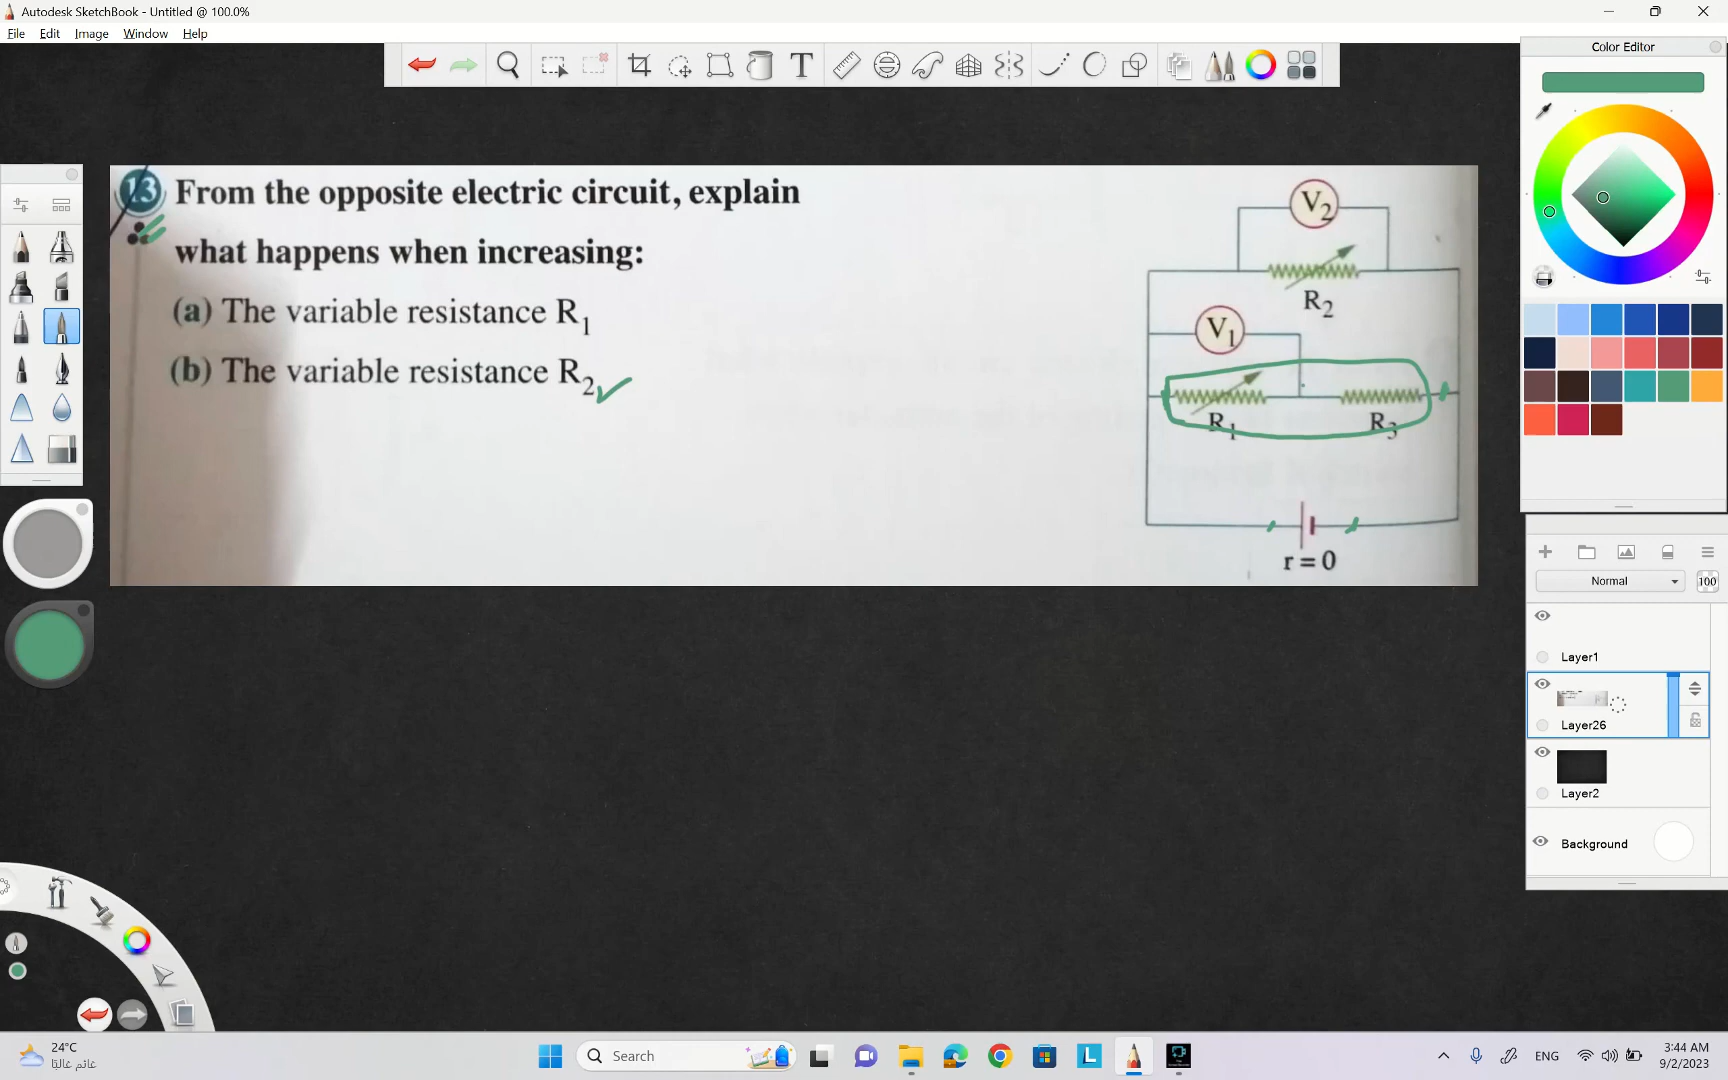 Autodesk SketchBook - Untitled @ 100.0%
File Edit Image Window Help
T
Color Editor
13 From the opposite electric circuit, explain
what happens when increasing:
(a) The variable resistance R1
(b) The variable resistance R2
V2
R2
V1
R1 R3
r = 0
Normal 100
Layer1
Layer26
Layer2
Background
24°C
غائم غالبًا
Search
L
ENG
3:44 AM
9/2/2023